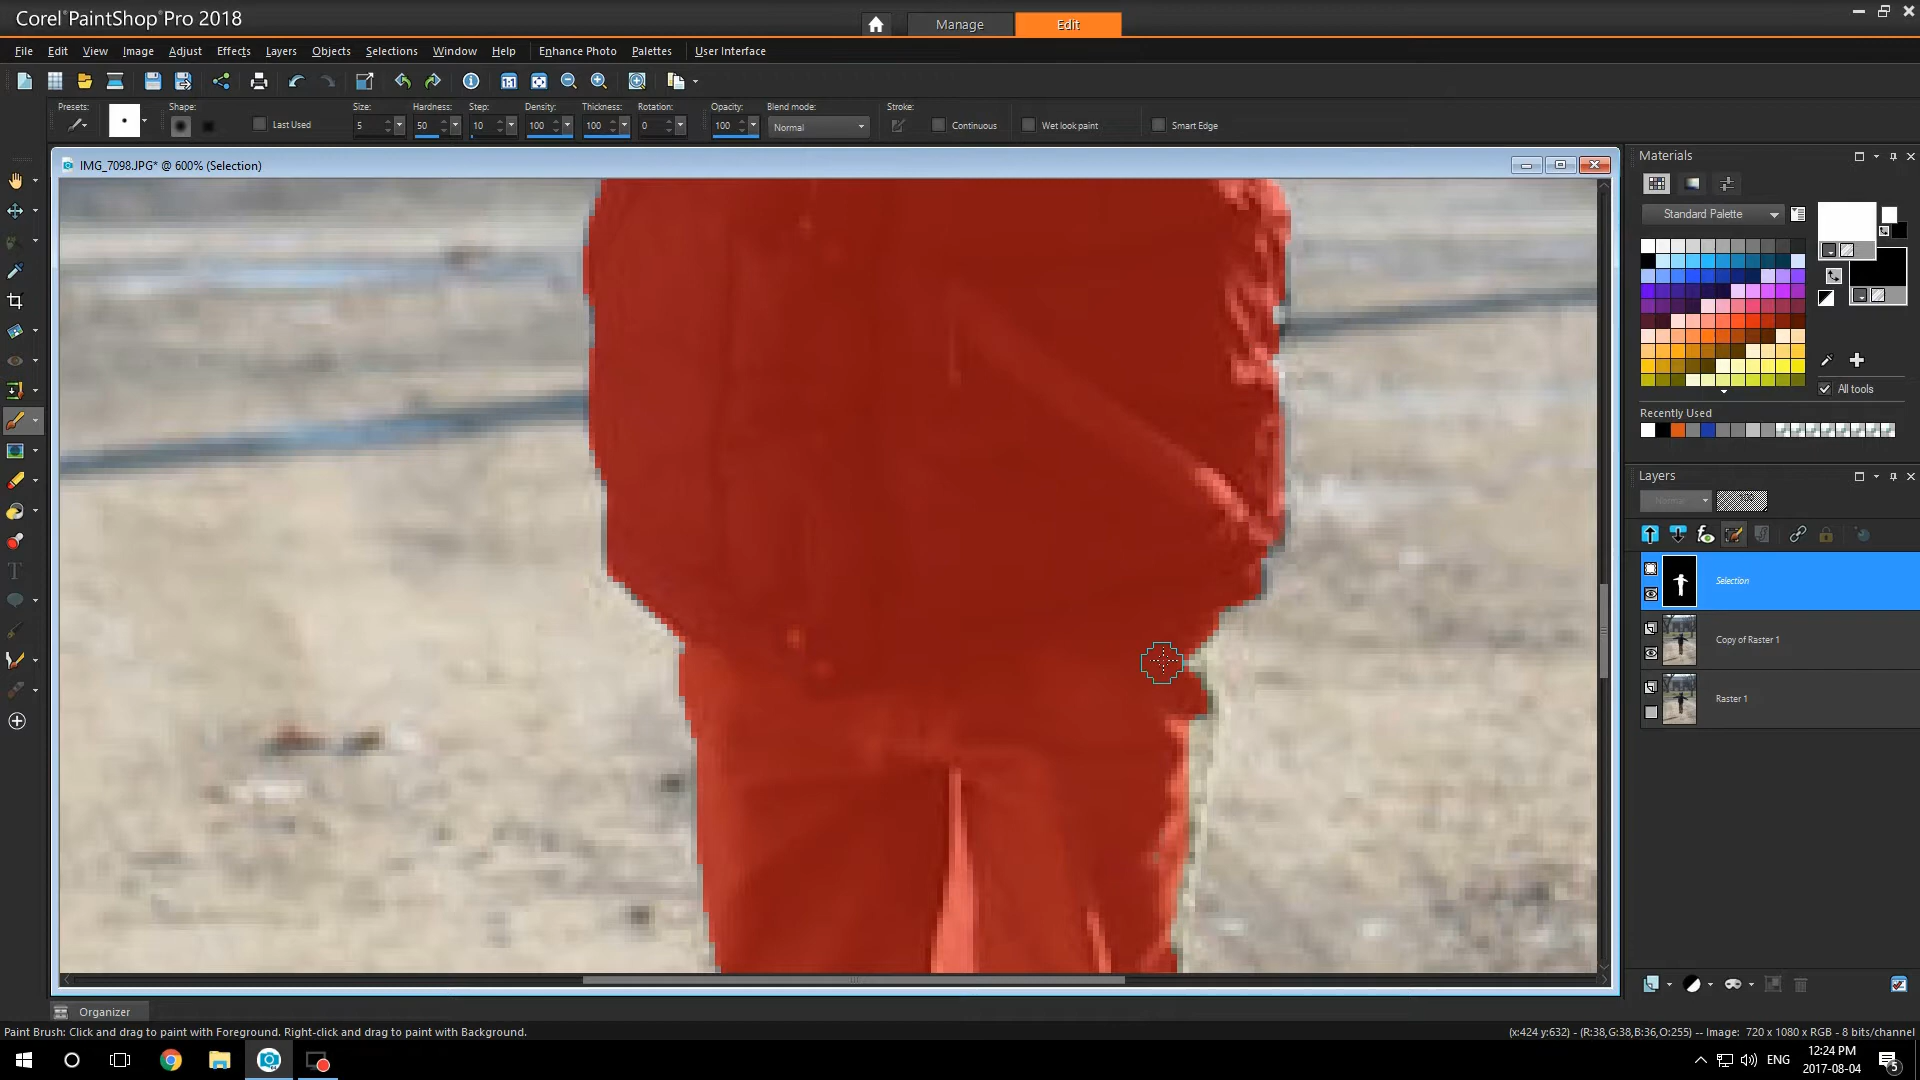 Corel PaintShop Pro 2018
Manage
Edit
File Edit View Image Adjust Effects Layers Objects Selections Window Help Enhance Photo Palettes User Interface
Presets: Shape: Last Used Size: 5 Hardness: 50 Step: 10 Density: 100 Thickness: 100 Rotation: 0 Opacity: 100 Blend mode: Normal Stroke: Continuous Wet look paint Smart Edge
IMG_7098.JPG* @ 600% (Selection)
Materials
Standard Palette
All tools
Recently Used
Layers
Normal
Selection
Copy of Raster 1
Raster 1
Organizer
Paint Brush: Click and drag to paint with Foreground. Right-click and drag to paint with Background.
(x:424 y:632) - (R:38,G:38,B:36,O:255) -- Image: 720 x 1080 x RGB - 8 bits/channel
ENG
12:24 PM
2017-08-04
5